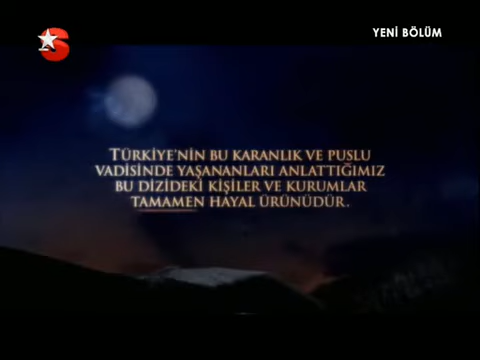 YENİ BÖLÜM
S
TÜRKİYE'NİN BU KARANLIK VE PUSLU
VADİSİNDE YAŞANANLARI ANLATTIĞIMIZ
BU DİZİDEKİ KİŞİLER VE KURUMLAR
TAMAMEN HAYAL ÜRÜNÜDÜR.